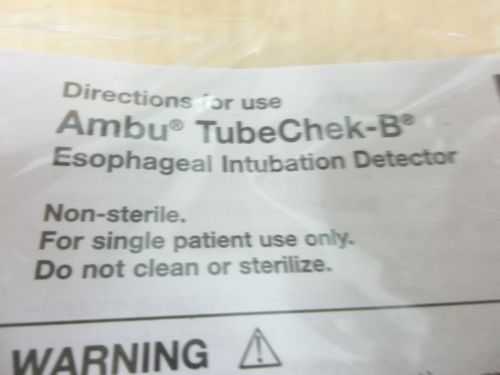 Directions for use
Ambu® TubeChek-B®
Esophageal Intubation Detector
Non-sterile.
For single patient use only.
Do not clean or sterilize.
WARNING